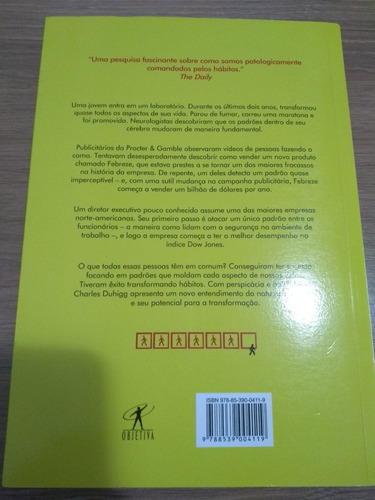 “Uma pesquisa fascinante sobre como somos patologicamente
comandados pelos hábitos.”
The Daily
Uma jovem entra em um laboratório. Durante os últimos dois anos, transformou
quase todos os aspectos de sua vida. Parou de fumar, correu uma maratona e
foi promovida. Neurologistas descobriram que os padrões dentro de seu
cérebro mudaram de maneira fundamental.
Publicitários da Procter & Gamble observaram vídeos de pessoas fazendo a
cama. Tentavam desesperadamente descobrir como vender um novo produto
chamado Febreze, que estava prestes a se tornar um dos maiores fracassos
na história da empresa. De repente, um deles detecta um padrão quase
imperceptível – e, com uma sutil mudança na campanha publicitária, Febreze
começa a vender um bilhão de dólares por ano.
Um diretor executivo pouco conhecido assume uma das maiores empresas
norte-americanas. Seu primeiro passo é atacar um único padrão entre os
funcionários – a maneira como lidam com a segurança no ambiente de
trabalho –, e logo a empresa começa a ter o melhor desempenho no
índice Dow Jones.
O que todas essas pessoas têm em comum? Conseguiram ter
focando em padrões que moldam cada aspecto de nossas
Tiveram êxito transformando hábitos. Com perspicácia e
Charles Duhigg apresenta um novo entendimento da natureza
e seu potencial para a transformação.
OBJETIVA
ISBN 978-85-390-0411-9
9 788539 004119